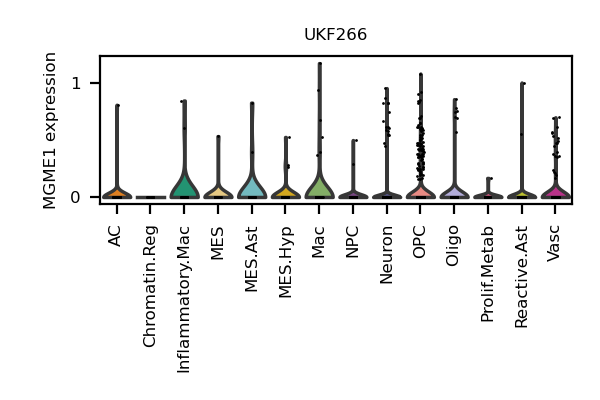 UKF266
MGME1 expression
1
0
AC
Chromatin.Reg
Inflammatory.Mac
MES
MES.Ast
MES.Hyp
Mac
NPC
Neuron
OPC
Oligo
Prolif.Metab
Reactive.Ast
Vasc